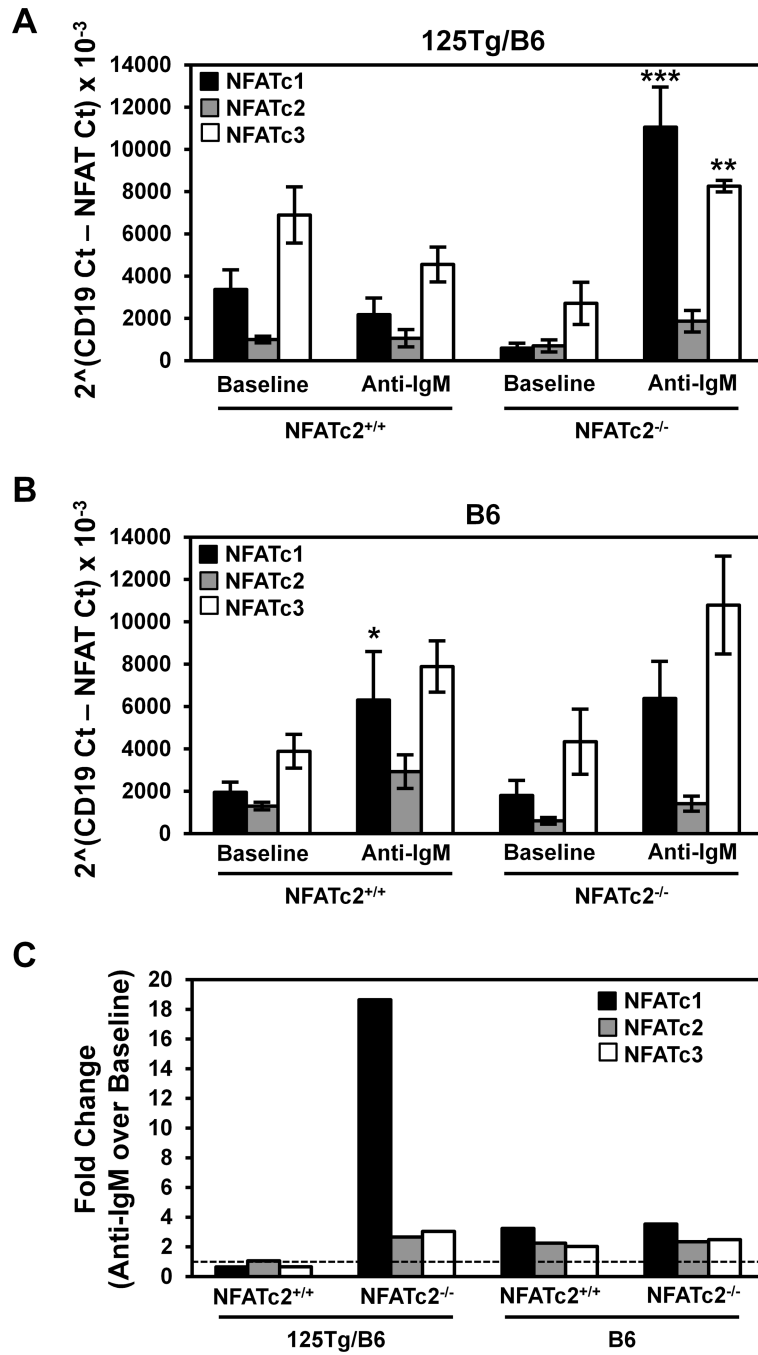 A
125Tg/B6
2^(CD19 Ct – NFAT Ct) x 10⁻³
14000
12000
10000
8000
6000
4000
2000
0
NFATc1
NFATc2
NFATc3
***
**
Baseline Anti-IgM Baseline Anti-IgM
NFATc2⁺/⁺ NFATc2⁻/⁻
B
B6
2^(CD19 Ct – NFAT Ct) x 10⁻³
14000
12000
10000
8000
6000
4000
2000
0
NFATc1
NFATc2
NFATc3
*
Baseline Anti-IgM Baseline Anti-IgM
NFATc2⁺/⁺ NFATc2⁻/⁻
C
Fold Change
(Anti-IgM over Baseline)
20
18
16
14
12
10
8
6
4
2
0
NFATc1
NFATc2
NFATc3
NFATc2⁺/⁺ NFATc2⁻/⁻ NFATc2⁺/⁺ NFATc2⁻/⁻
125Tg/B6 B6